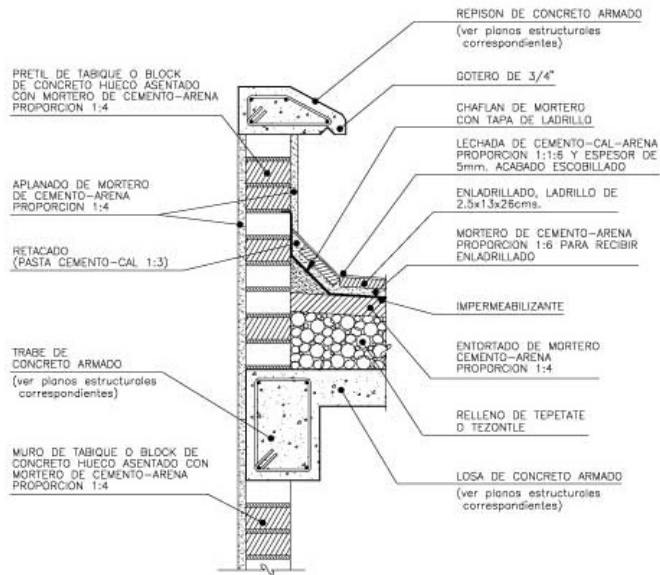 PRETIL DE TABIQUE O BLOCK
DE CONCRETO HUECO ASENTADO
CON MORTERO DE CEMENTO-ARENA
PROPORCION 1:4
APLANADO DE MORTERO
DE CEMENTO-ARENA
PROPORCION 1:4
RETACADO
(PASTA CEMENTO-CAL 1:3)
TRABE DE
CONCRETO ARMADO
(ver planos estructurales
correspondientes)
MURO DE TABIQUE O BLOCK DE
CONCRETO HUECO ASENTADO CON
MORTERO DE CEMENTO-ARENA
PROPORCION 1:4
REPISON DE CONCRETO ARMADO
(ver planos estructurales
correspondientes)
GOTERO DE 3/4"
CHAFLAN DE MORTERO
CON TAPA DE LADRILLO
LECHADA DE CEMENTO-CAL-ARENA
PROPORCION 1:1:6 Y ESPESOR DE
5mm. ACABADO ESCOBILLADO
ENLADRILLADO, LADRILLO DE
2.5x13x26cms.
MORTERO DE CEMENTO-ARENA
PROPORCION 1:6 PARA RECIBIR
ENLADRILLADO
IMPERMEABILIZANTE
ENTORTADO DE MORTERO
CEMENTO-ARENA
PROPORCION 1:4
RELLENO DE TEPETATE
O TEZONTLE
LOSA DE CONCRETO ARMADO
(ver planos estructurales
correspondientes)